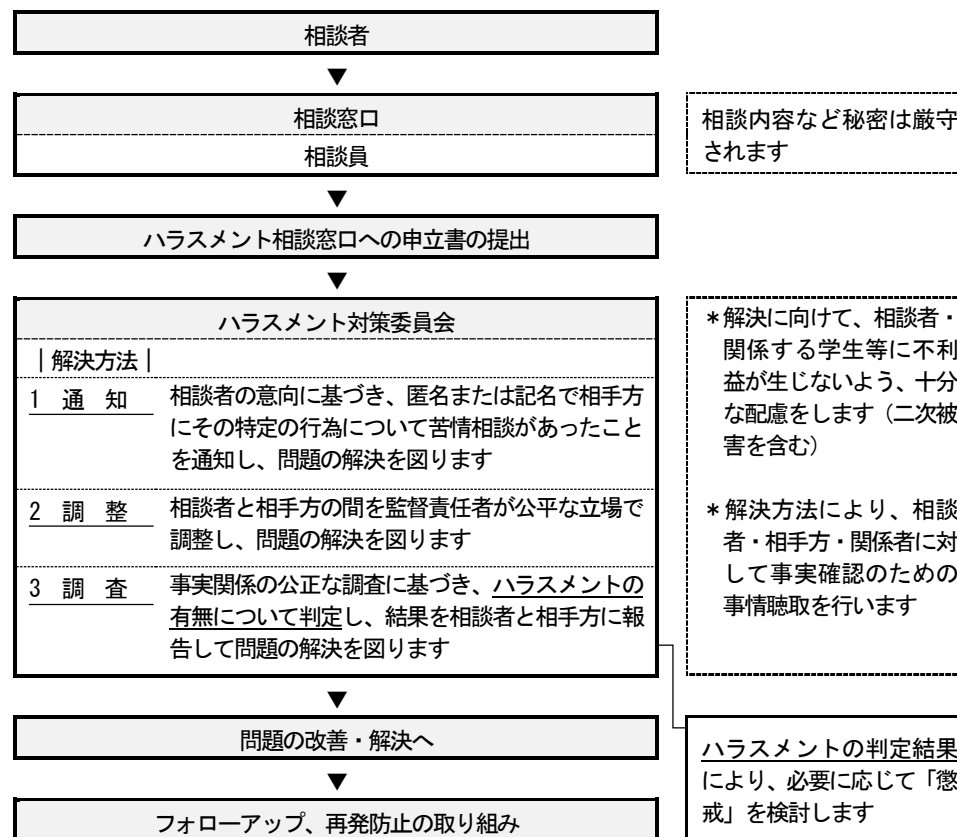 相談者
▼
相談窓口
相談員
相談内容など秘密は厳守
されます
▼
ハラスメント相談窓口への申立書の提出
▼
ハラスメント対策委員会
｜解決方法｜
1 通 知 相談者の意向に基づき、匿名または記名で相手方
にその特定の行為について苦情相談があったこと
を通知し、問題の解決を図ります
2 調 整 相談者と相手方の間を監督責任者が公平な立場で
調整し、問題の解決を図ります
3 調 査 事実関係の公正な調査に基づき、ハラスメントの
有無について判定し、結果を相談者と相手方に報
告して問題の解決を図ります
＊解決に向けて、相談者・
関係する学生等に不利
益が生じないよう、十分
な配慮をします（二次被
害を含む）
＊解決方法により、相談
者・相手方・関係者に対
して事実確認のための
事情聴取を行います
▼
問題の改善・解決へ
▼
フォローアップ、再発防止の取り組み
ハラスメントの判定結果
により、必要に応じて「懲
戒」を検討します